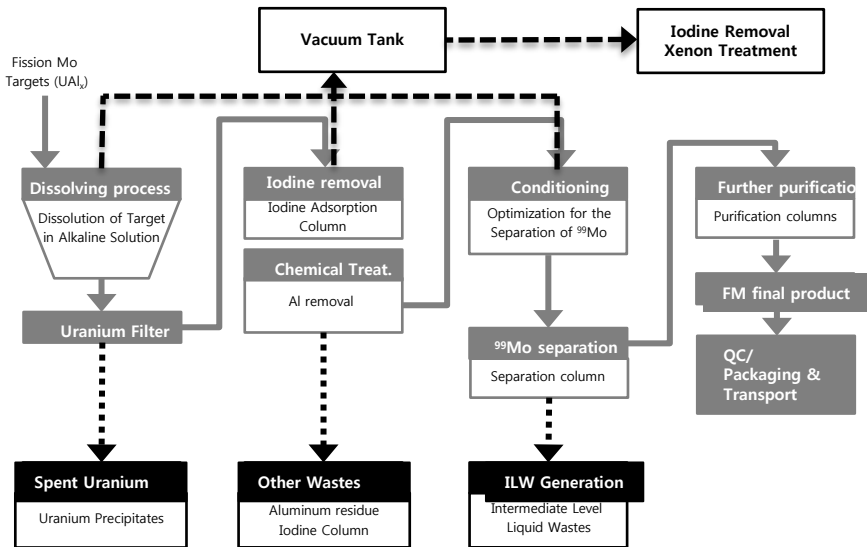 Vacuum Tank
Iodine Removal
Xenon Treatment
Fission Mo
Targets (UAlₓ)
Dissolving process
Dissolution of Target
in Alkaline Solution
Uranium Filter
Iodine removal
Iodine Adsorption
Column
Chemical Treat.
Al removal
Conditioning
Optimization for the
Separation of ⁹⁹Mo
⁹⁹Mo separation
Separation column
Further purificatio
Purification columns
FM final product
QC/
Packaging &
Transport
Spent Uranium
Uranium Precipitates
Other Wastes
Aluminum residue
Iodine Column
ILW Generation
Intermediate Level
Liquid Wastes